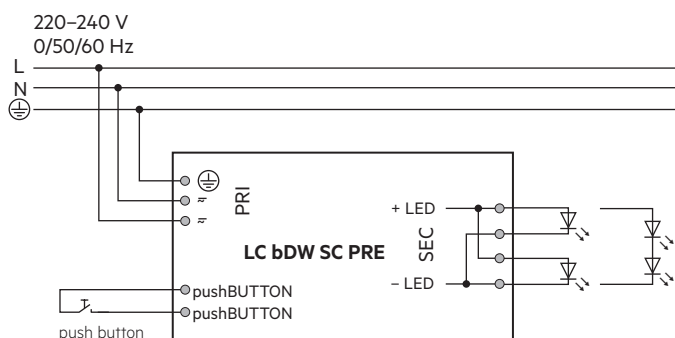 220–240 V
0/50/60 Hz
L
N
PRI
+ LED
SEC
LC bDW SC PRE
– LED
pushBUTTON
pushBUTTON
push button